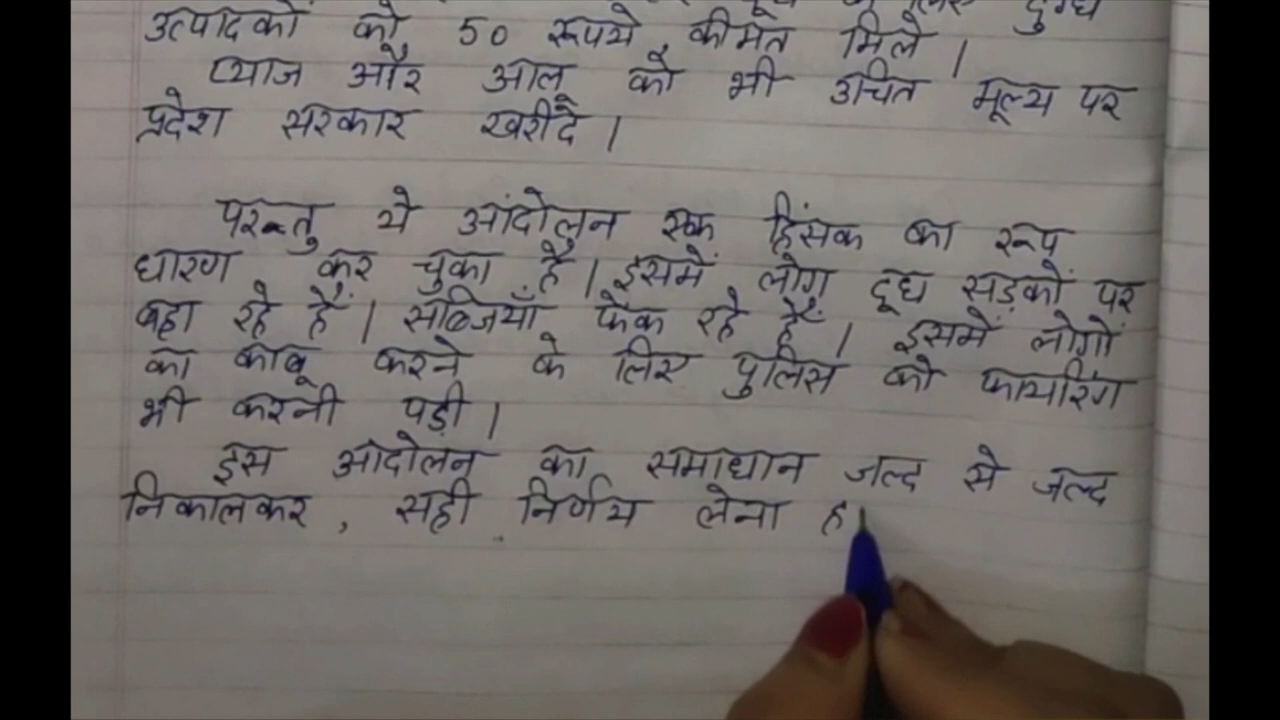 उत्पादकों को 50 रूपये कीमत मिले ।
प्याज और आलू को भी उचित मूल्य पर
प्रदेश सरकार खरीदे ।
परन्तु ये आंदोलन एक हिंसक का रूप
धारण कर चुका है । इसमें लोग दूध सड़कों पर
बहा रहे हैं । सब्जियाँ फेंक रहे हैं । इसमें लोगों
का काबू करने के लिए पुलिस को फायरिंग
भी करनी पड़ी ।
इस आंदोलन का समाधान जल्द से जल्द
निकालकर , सही निर्णय लेना ह